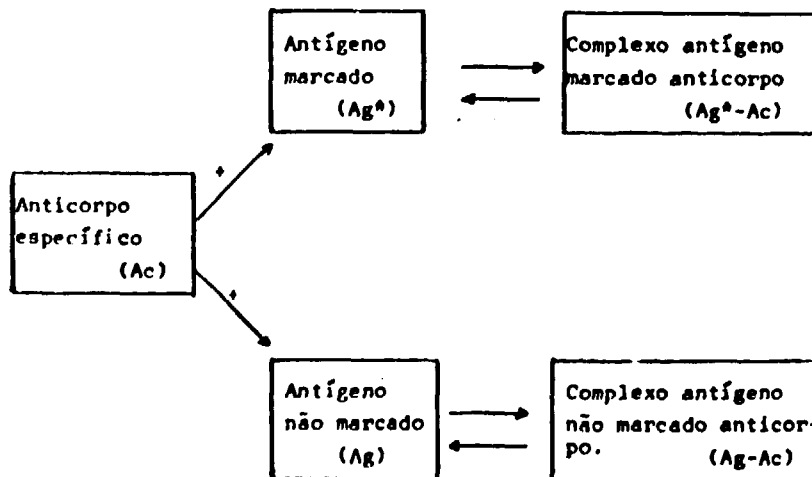 Antígeno
marcado
(Ag*)
Complexo antígeno
marcado anticorpo
(Ag*-Ac)
+
Anticorpo
específico
(Ac)
+
Antígeno
não marcado
(Ag)
Complexo antígeno
não marcado anticor-
po.
(Ag-Ac)